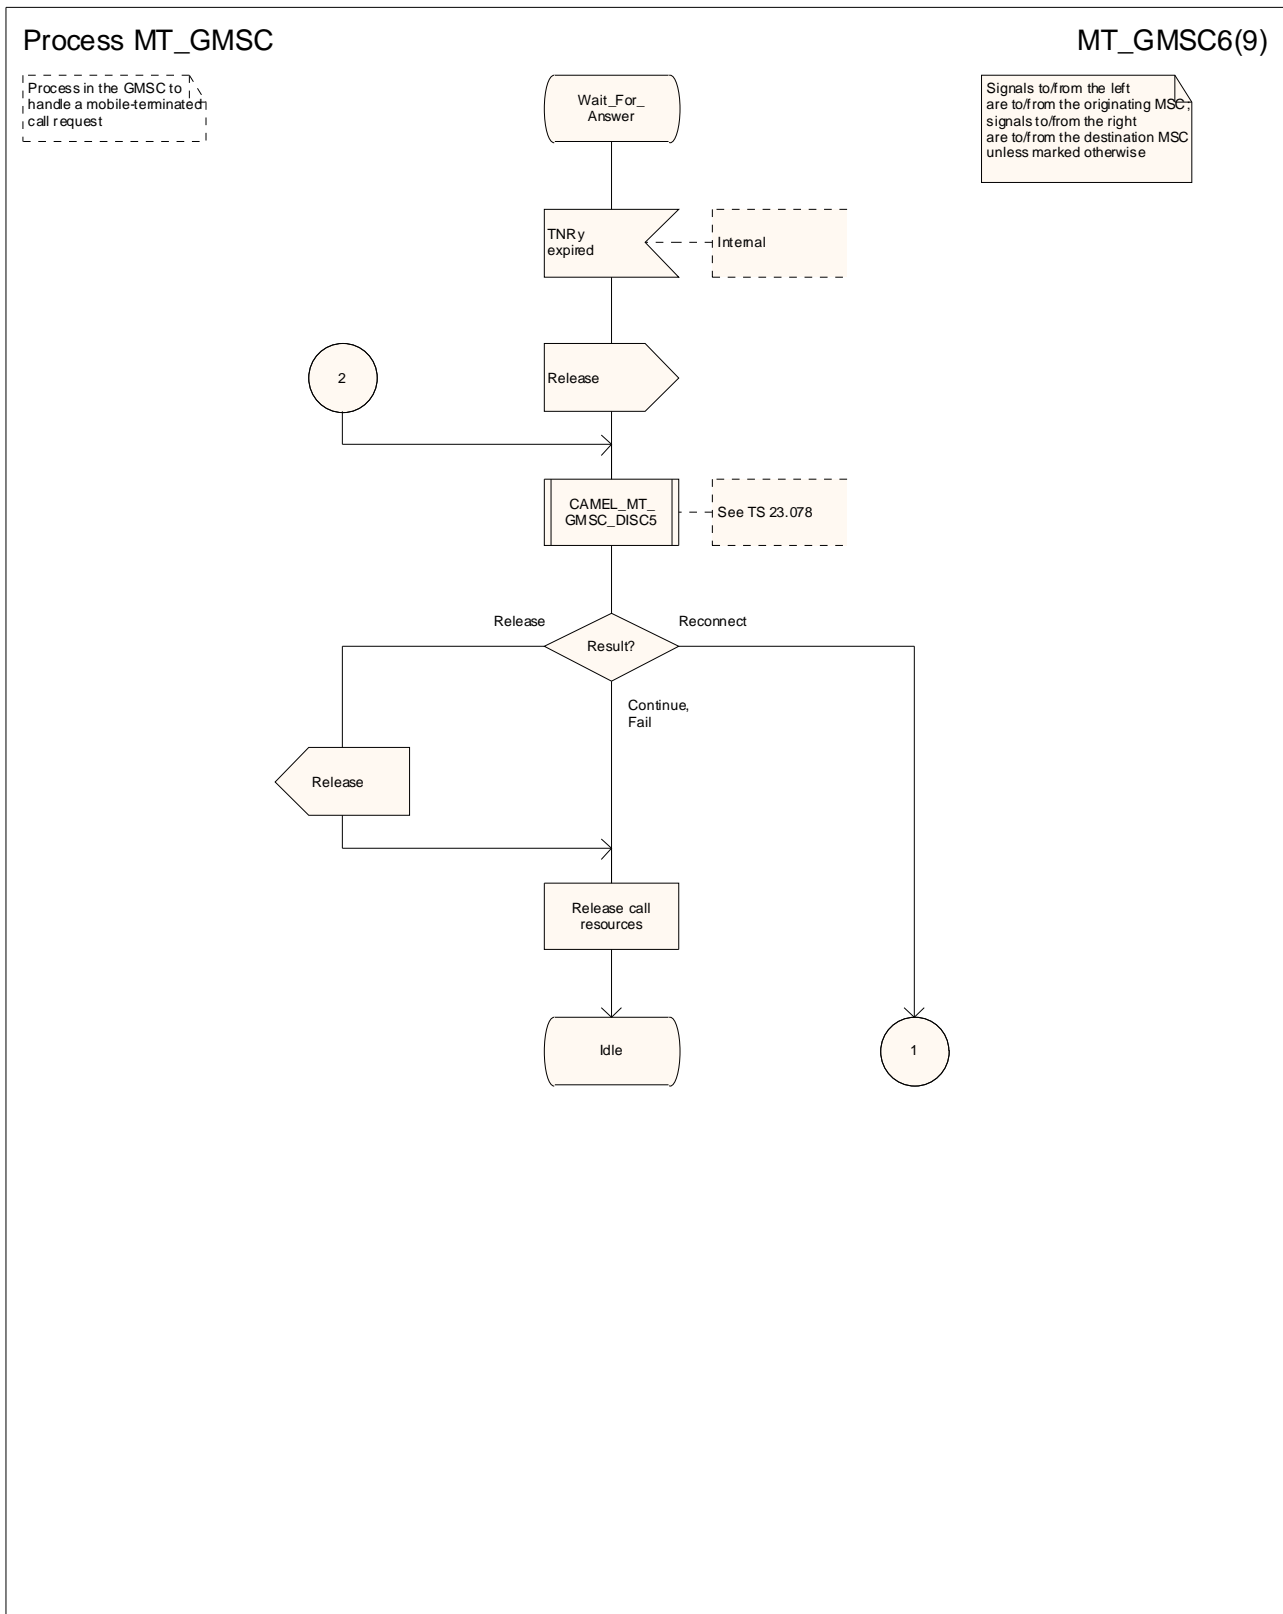 Process MT_GMSC
MT_GMSC6(9)
Process in the GMSC to
handle a mobile-terminated
call request
Wait_For_
Answer
Signals to/from the left
are to/from the originating MSC;
signals to/from the right
are to/from the destination MSC
unless marked otherwise
TNRy
expired
Internal
2
Release
CAMEL_MT_
GMSC_DISC5
See TS 23.078
Release
Reconnect
Result?
Continue,
Fail
Release
Release call
resources
Idle
1